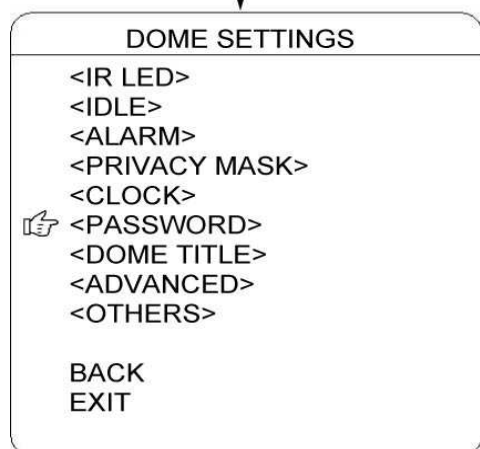 DOME SETTINGS
<IR LED>
<IDLE>
<ALARM>
<PRIVACY MASK>
<CLOCK>
<PASSWORD>
<DOME TITLE>
<ADVANCED>
<OTHERS>
BACK
EXIT